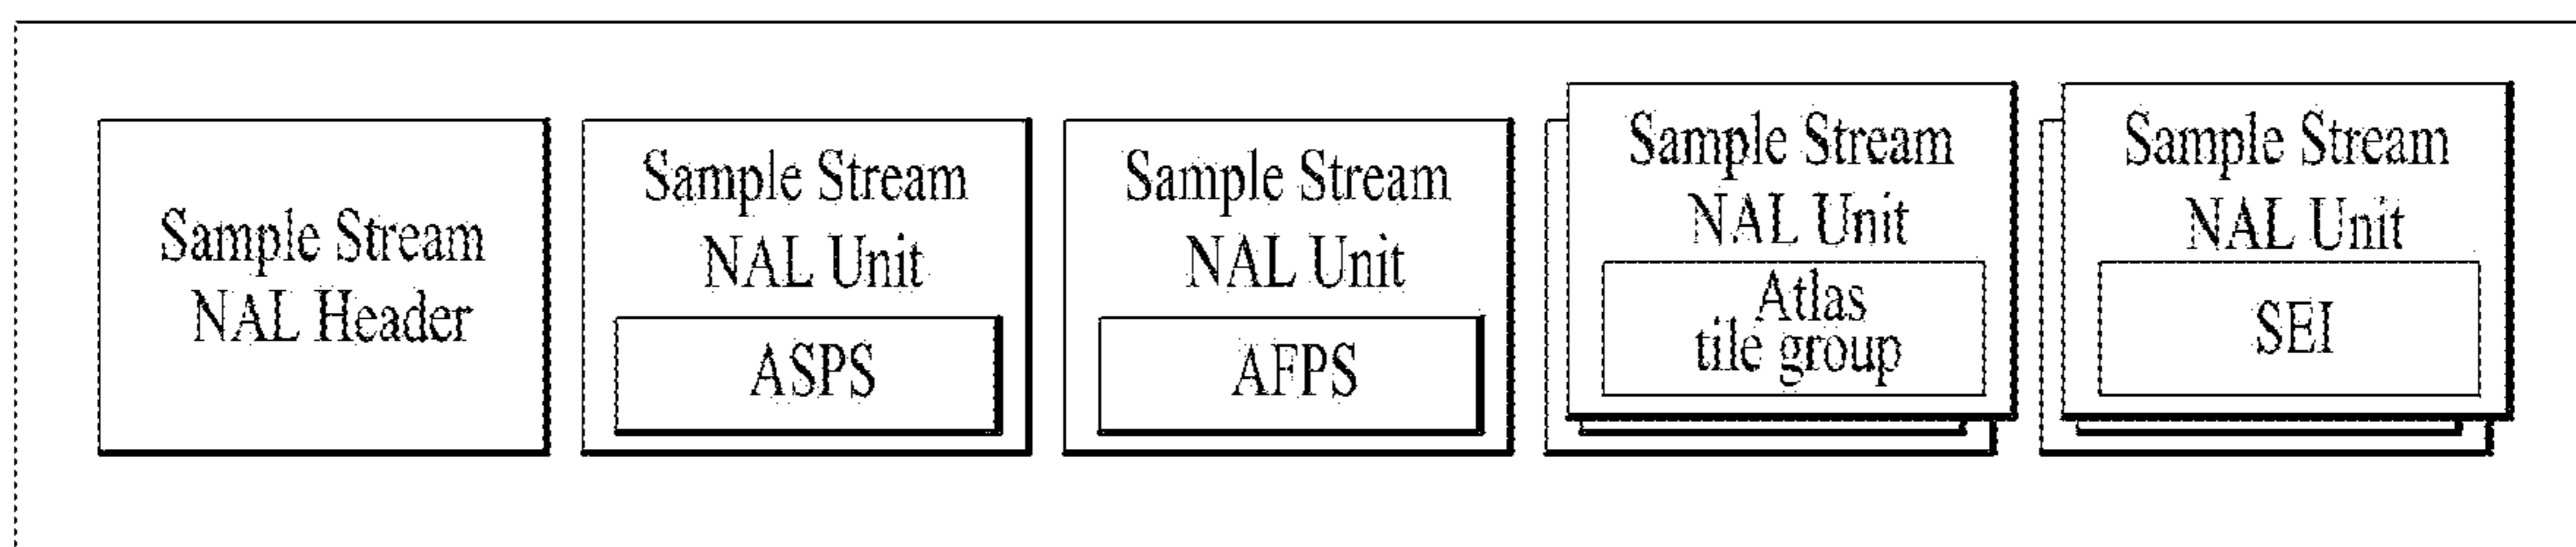 Sample Stream
NAL Header
Sample Stream
NAL Unit
ASPS
Sample Stream
NAL Unit
AFPS
Sample Stream
NAL Unit
Atlas
tile group
Sample Stream
NAL Unit
SEI